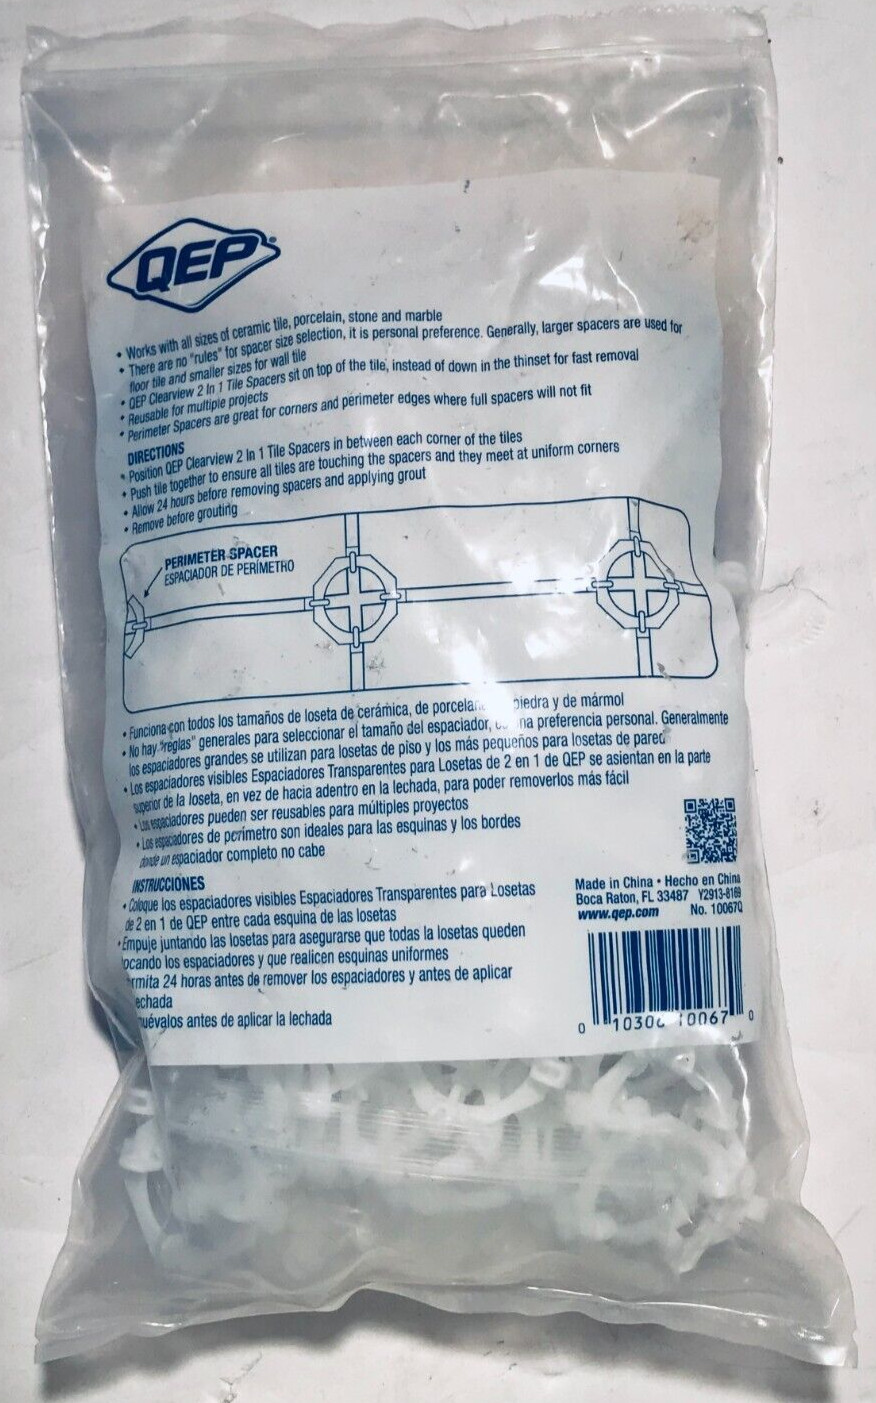 QEP®
• Works with all sizes of ceramic tile, porcelain, stone and marble
• There are no "rules" for spacer size selection, it is personal preference. Generally, larger spacers are used for
floor tile and smaller sizes for wall tile
• QEP Clearview 2 In 1 Tile Spacers sit on top of the tile, instead of down in the thinset for fast removal
• Reusable for multiple projects
• Perimeter Spacers are great for corners and perimeter edges where full spacers will not fit
DIRECTIONS
• Position QEP Clearview 2 In 1 Tile Spacers in between each corner of the tiles
• Push tile together to ensure all tiles are touching the spacers and they meet at uniform corners
• Allow 24 hours before removing spacers and applying grout
• Remove before grouting
PERIMETER SPACER
ESPACIADOR DE PERÍMETRO
• Funciona con todos los tamaños de loseta de cerámica, de piedra y de mármol
• No hay "reglas" generales para seleccionar el tamaño del espaciador, na preferencia personal. Generalmente
los espaciadores grandes se utilizan para losetas de piso y los más pequeños para losetas de pared
• Los espaciadores visibles Espaciadores Transparentes para Losetas de 2 en 1 de QEP se asientan en la parte
superior de la loseta, en vez de hacia adentro en la lechada, para poder removerlos más fácil
• Los espaciadores pueden ser reusables para múltiples proyectos
• Los espaciadores de perímetro son ideales para las esquinas y los bordes
donde un espaciador completo no cabe
INSTRUCCIONES
• Coloque los espaciadores visibles Espaciadores Transparentes para Losetas
de 2 en 1 de QEP entre cada esquina de las losetas
• Empuje juntando las losetas para asegurarse que todas la losetas queden
ocando los espaciadores y que realicen esquinas uniformes
rmita 24 horas antes de remover los espaciadores y antes de aplicar
echada
uévalos antes de aplicar la lechada
Made in China • Hecho en China
Boca Raton, FL 33487 Y2913-8169
www.qep.com No. 10067Q
0 10306 10067 0